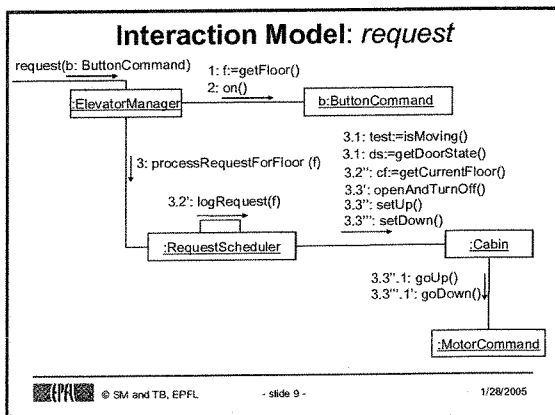 Interaction Model: request
request(b: ButtonCommand)
1: f:=getFloor()
2: on()
:ElevatorManager
b:ButtonCommand
3: processRequestForFloor (f)
3.1: test:=isMoving()
3.1: ds:=getDoorState()
3.2'': cf:=getCurrentFloor()
3.3': openAndTurnOff()
3.3'': setUp()
3.3''': setDown()
3.2': logRequest(f)
:RequestScheduler
:Cabin
3.3''.1: goUp()
3.3'''.1': goDown()
:MotorCommand
EPFL © SM and TB, EPFL - slide 9 - 1/28/2005